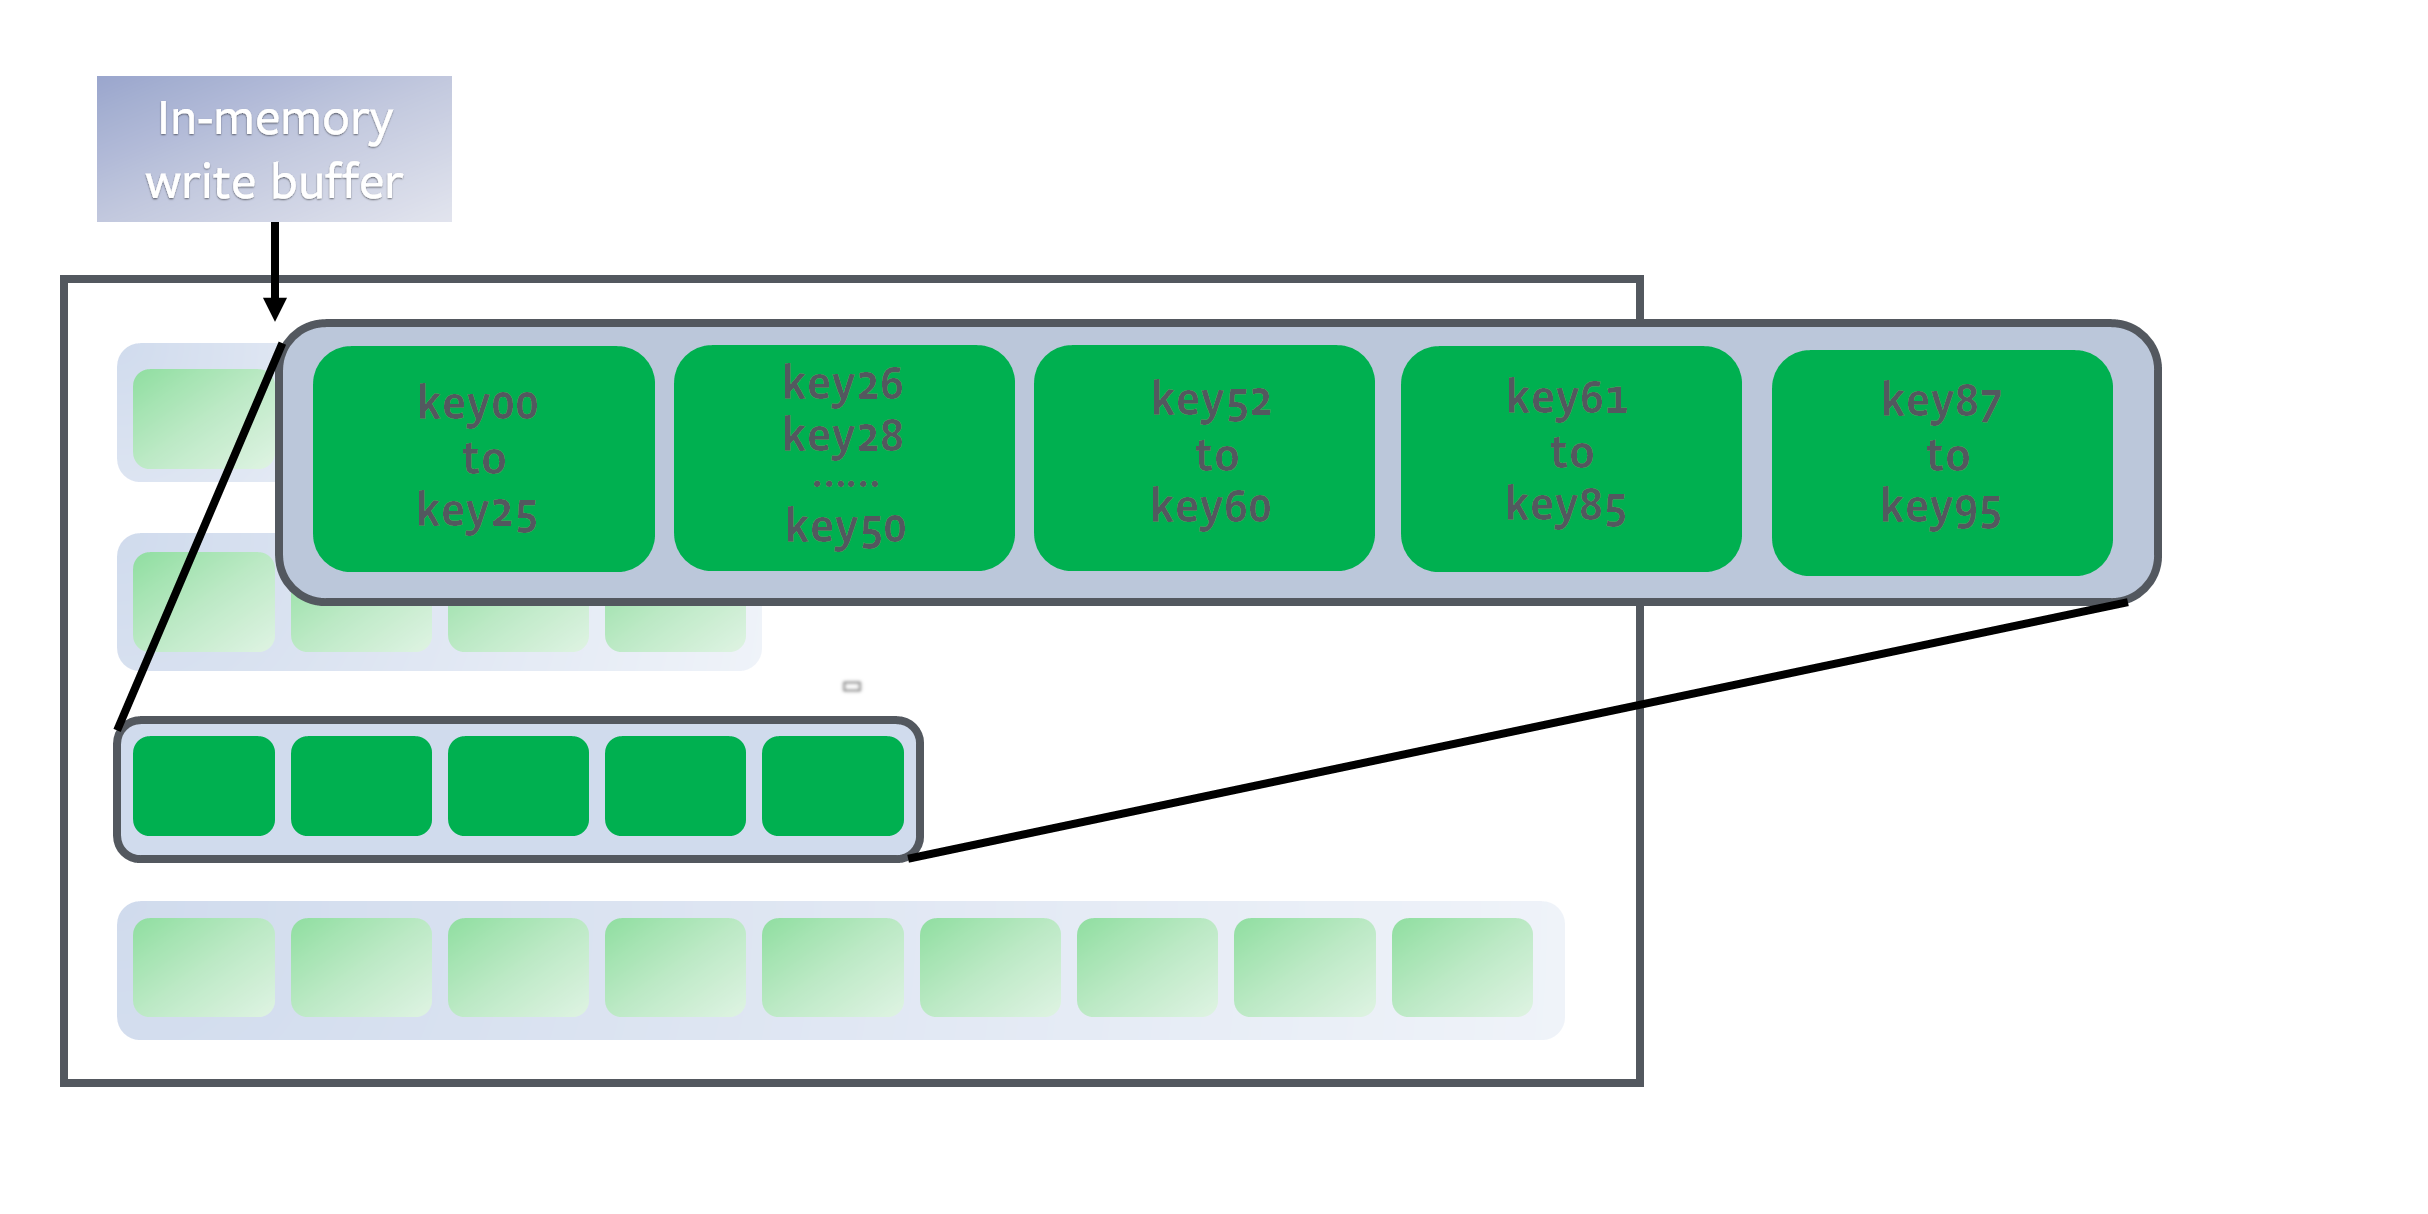 In-memory
write buffer
key00
to
key25
key26
key28
......
key50
key52
to
key60
key61
to
key85
key87
to
key95